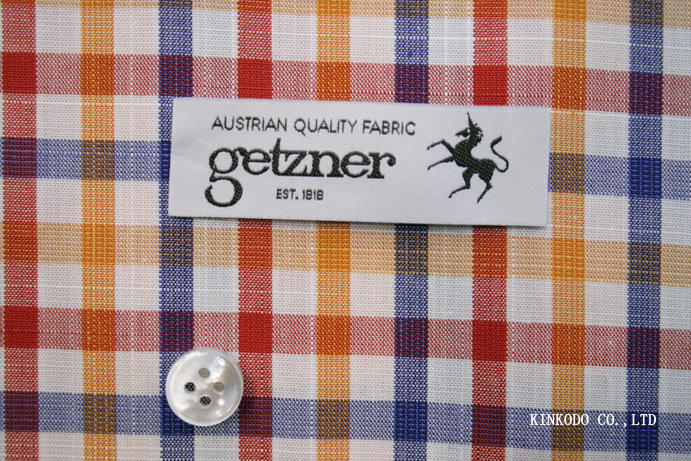 AUSTRIAN QUALITY FABRIC
getzner
EST. 1818
KINKODO CO.,LTD